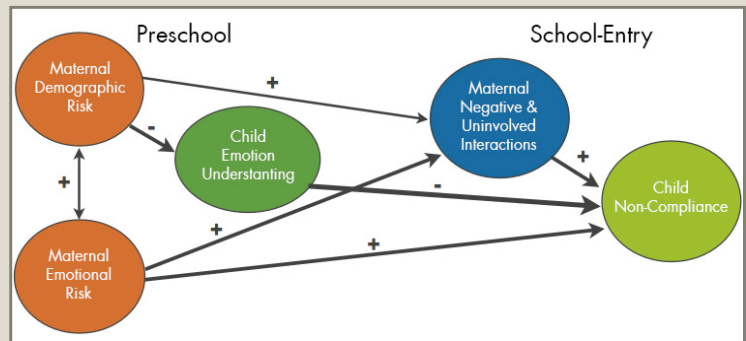 Preschool
School-Entry
Maternal
Demographic
Risk
+
Maternal
Negative &
Uninvolved
Interactions
-
Child
Emotion
Understanting
+
+
-
Child
Non-Compliance
+
+
Maternal
Emotional
Risk